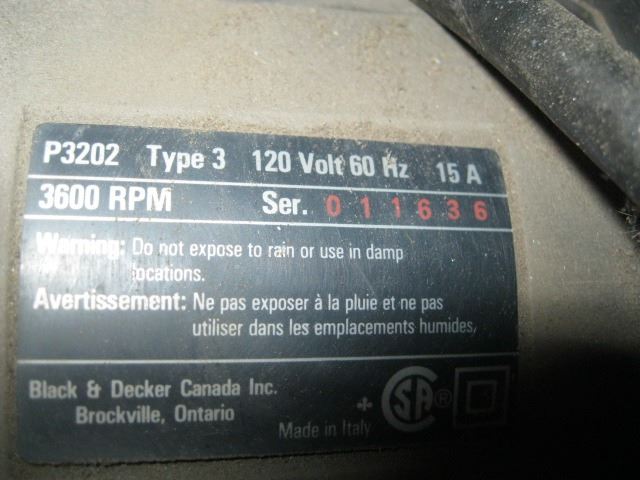 P3202 Type 3 120 Volt 60 Hz 15 A
3600 RPM Ser. 011636
Warning: Do not expose to rain or use in damp
locations.
Avertissement: Ne pas exposer à la pluie et ne pas
utiliser dans les emplacements humides,
Black & Decker Canada Inc.
Brockville, Ontario
Made in Italy
SA ®